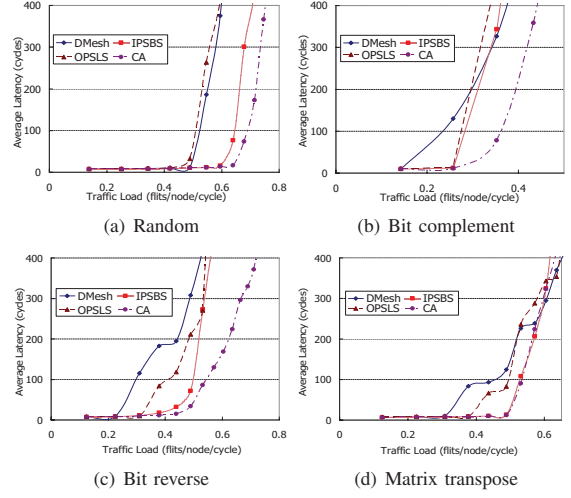 400
300
200
100
0
Average Latency (cycles)
DMesh IPSBS
OPSLS CA
0 0.2 0.4 0.6 0.8
Traffic Load (flits/node/cycle)
(a) Random
400
300
200
100
0
Average Latency (cycles)
DMesh IPSBS
OPSLS CA
0 0.2 0.4
Traffic Load (flits/node/cycle)
(b) Bit complement
400
300
200
100
0
Average Latency (cycles)
DMesh IPSBS
OPSLS CA
0 0.2 0.4 0.6 0.8
Traffic Load (flits/node/cycle)
(c) Bit reverse
400
300
200
100
0
Average Latency (cycles)
DMesh IPSBS
OPSLS CA
0 0.2 0.4 0.6
Traffic Load (flits/node/cycle)
(d) Matrix transpose